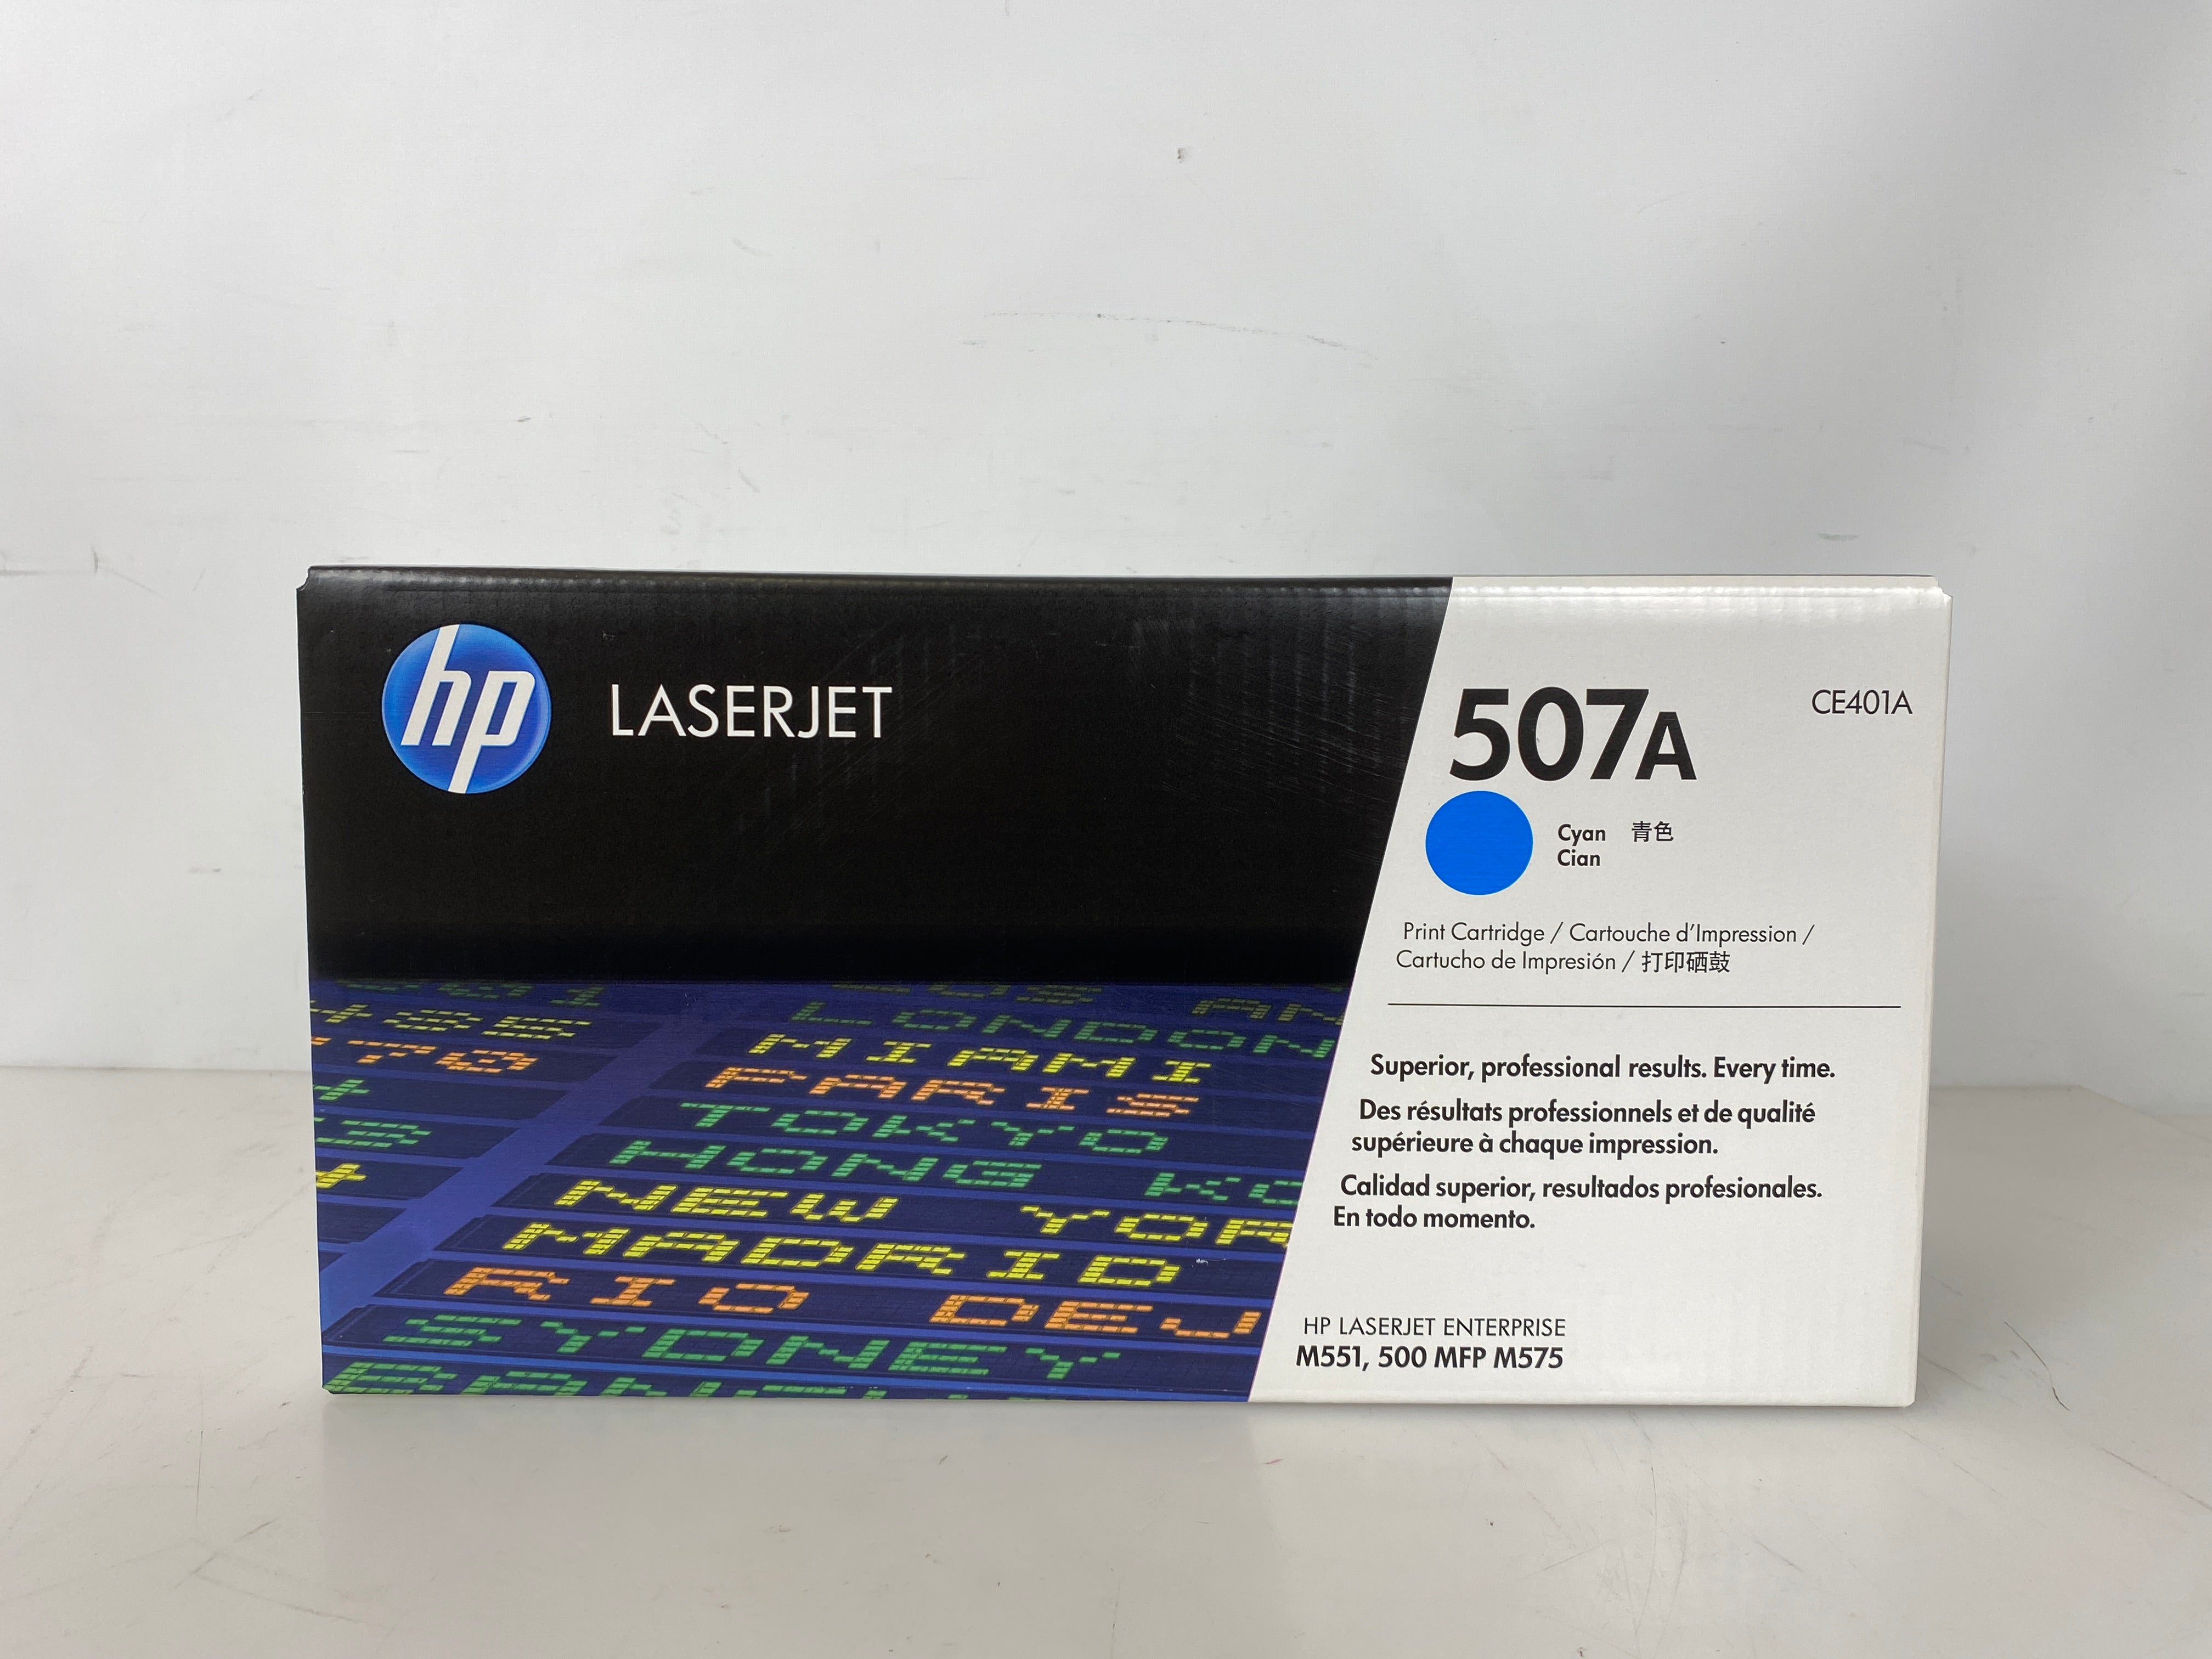 hp
LASERJET
507A
CE401A
Cyan 青色
Cian
Print Cartridge / Cartouche d'Impression /
Cartucho de Impresión / 打印硒鼓
Superior, professional results. Every time.
Des résultats professionnels et de qualité
supérieure à chaque impression.
Calidad superior, resultados profesionales.
En todo momento.
HP LASERJET ENTERPRISE
M551, 500 MFP M575
LONDON
MIAMI
PARIS
TOKYO
HONG
NEW YOR
MADRID
RIO DE
SYDNEY